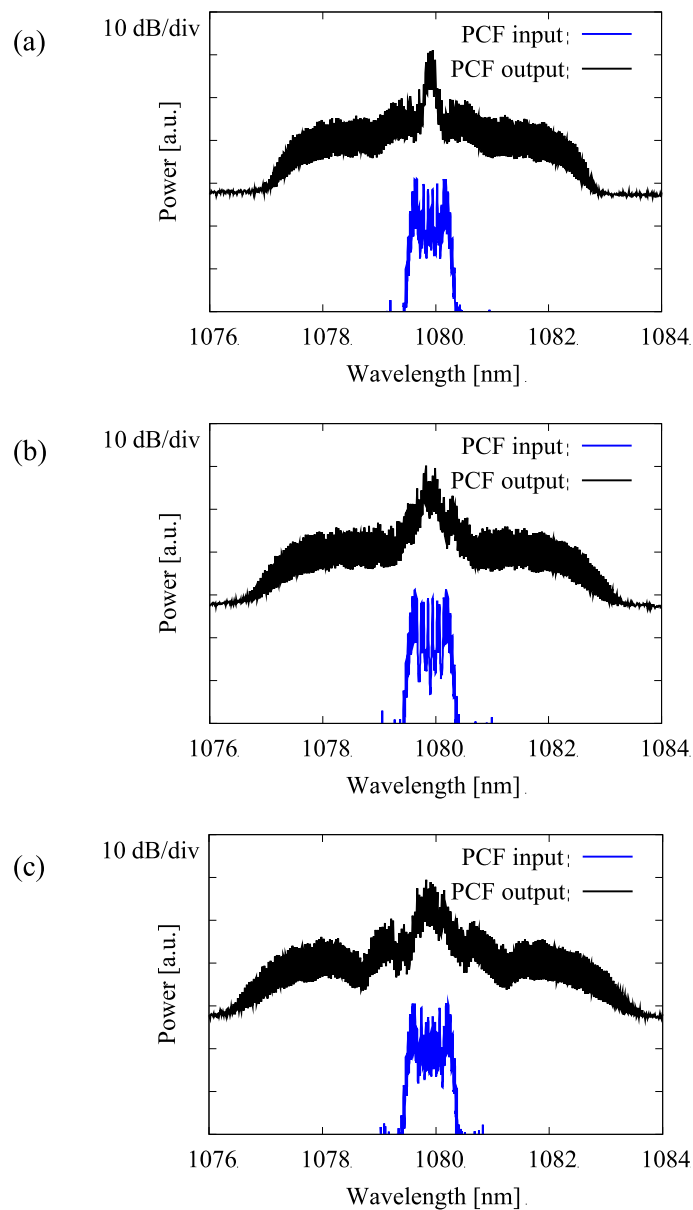 (a)
10 dB/div
PCF input
PCF output
Power [a.u.]
1076 1078 1080 1082 1084
Wavelength [nm]
(b)
10 dB/div
PCF input
PCF output
Power [a.u.]
1076 1078 1080 1082 1084
Wavelength [nm]
(c)
10 dB/div
PCF input
PCF output
Power [a.u.]
1076 1078 1080 1082 1084
Wavelength [nm]